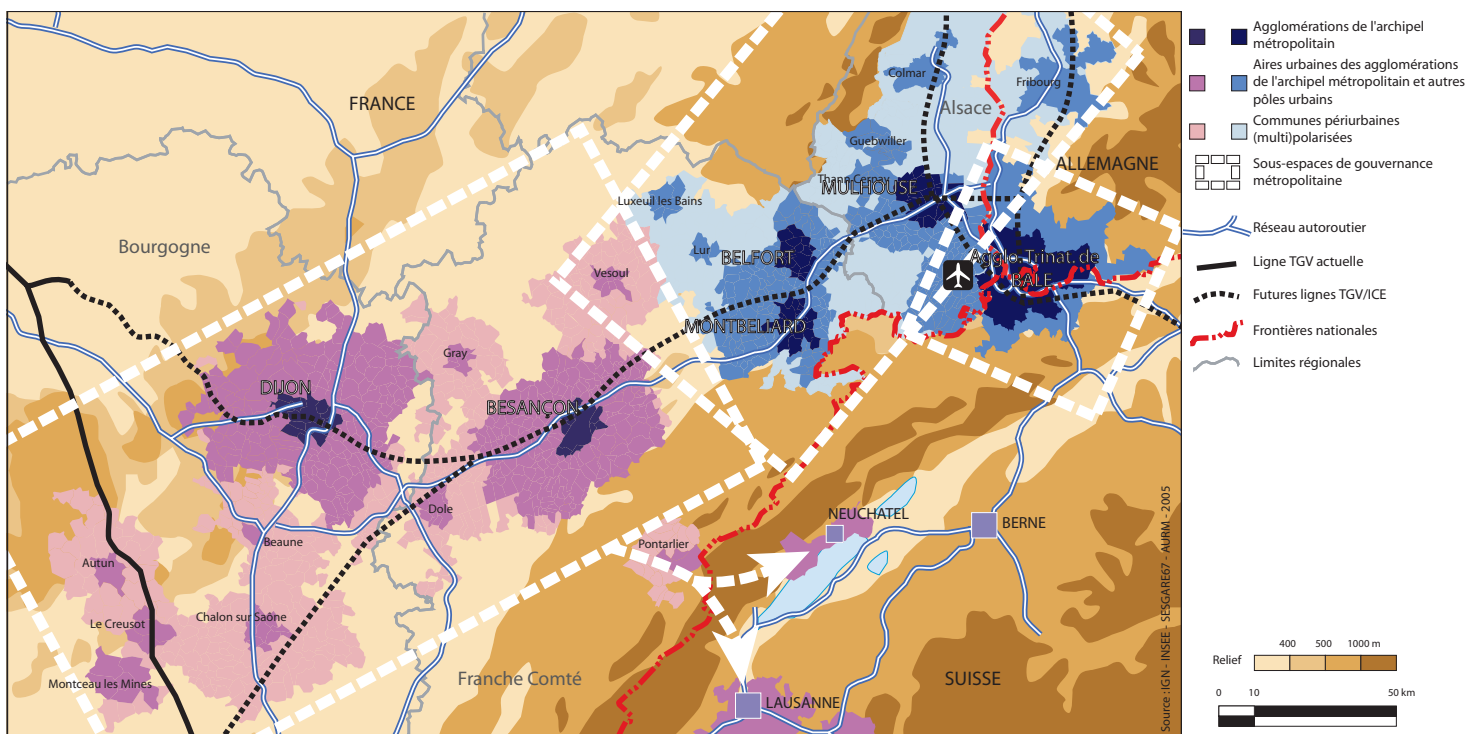 FRANCE
Colmar
Fribourg
Alsace
Guebwiller
ALLEMAGNE
Thann-Cernay
MULHOUSE
Luxeuil les Bains
Bourgogne
Lur
BELFORT
Agglo. Trinat. de
BALE
Vesoul
MONTBELIARD
Gray
DIJON
BESANCON
Dole
NEUCHATEL
BERNE
Beaune
Pontarlier
Autun
Le Creusot
Chalon sur Saône
Montceau les Mines
Franche Comté
SUISSE
LAUSANNE
Source :IGN - INSEE - SESGARE67 - AURM - 2005
Agglomérations de l'archipel
métropolitain
Aires urbaines des agglomérations
de l'archipel métropolitain et autres
pôles urbains
Communes périurbaines
(multi)polarisées
Sous-espaces de gouvernance
métropolitaine
Réseau autoroutier
Ligne TGV actuelle
Futures lignes TGV/ICE
Frontières nationales
Limites régionales
400 500 1000 m
Relief
0 10 50 km